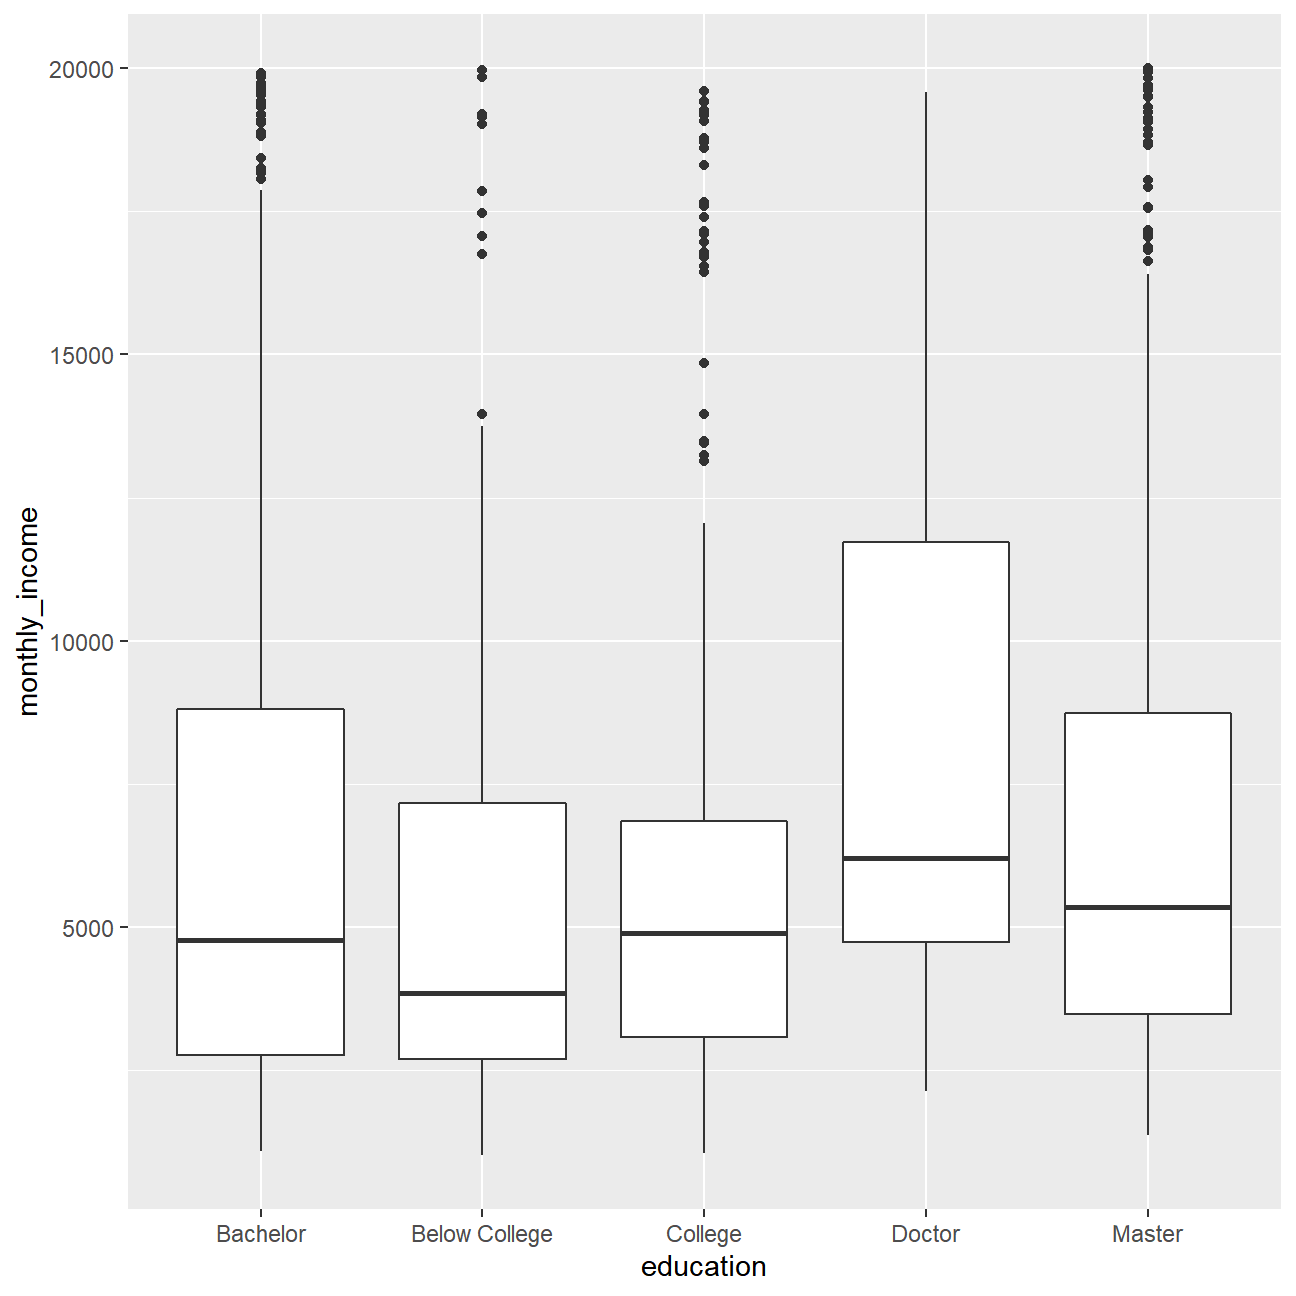 monthly_income
20000
15000
10000
5000
Bachelor
Below College
College
Doctor
Master
education